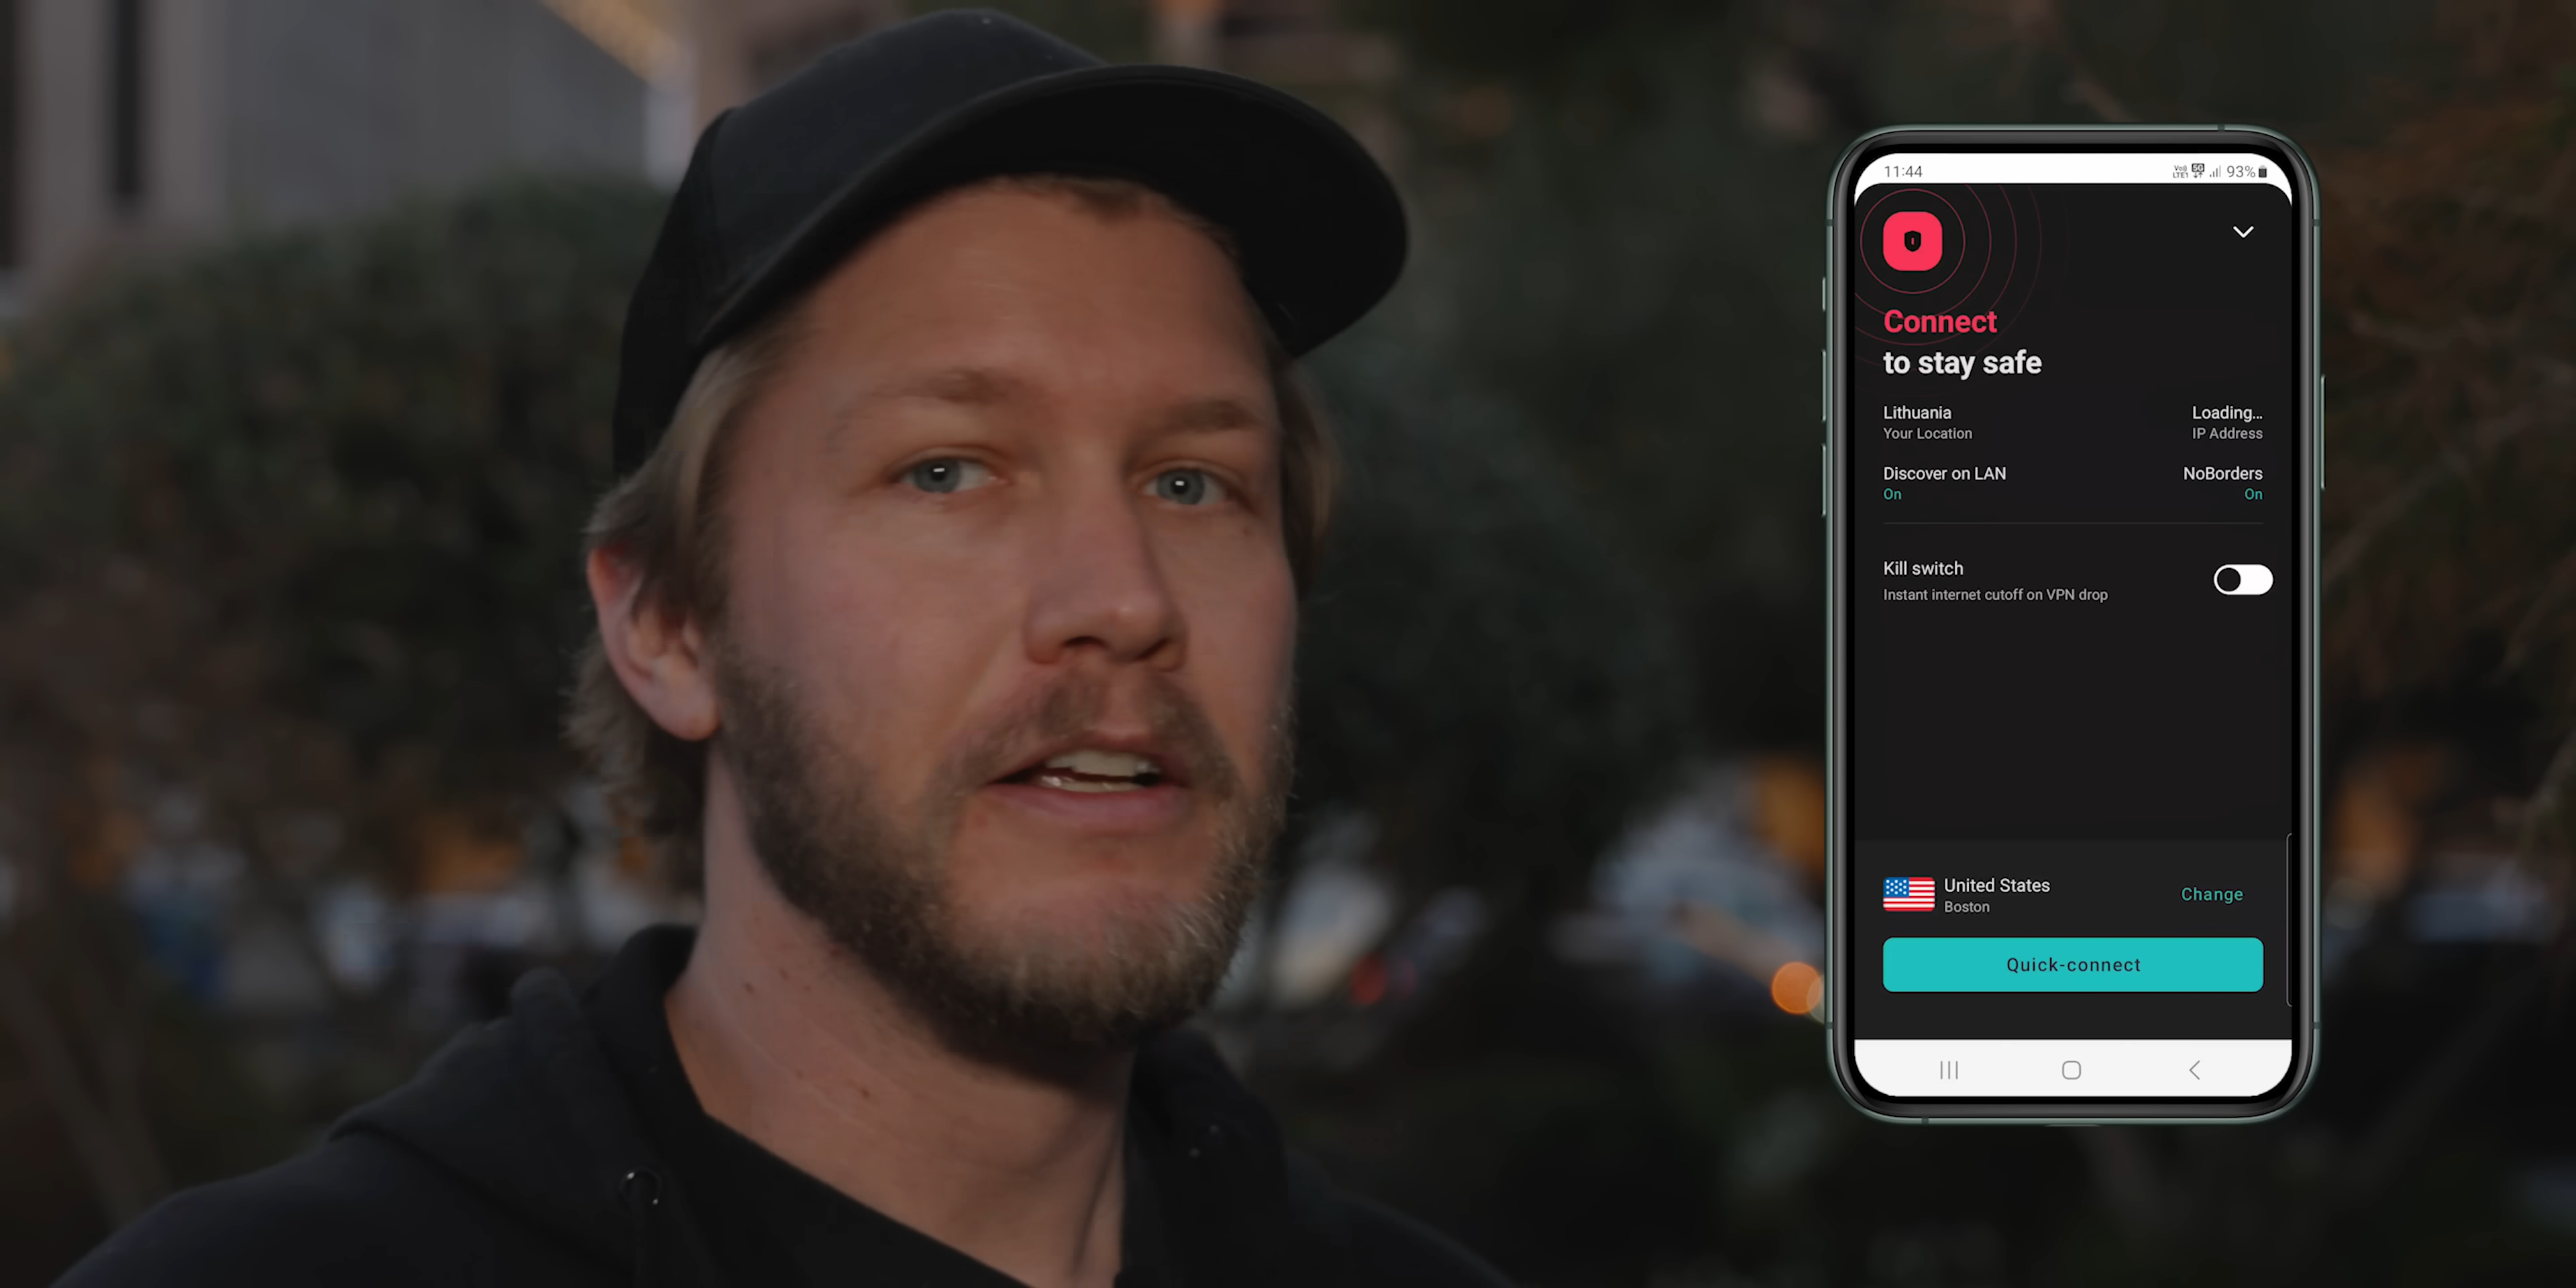 11:44
93%
Connect
to stay safe
Lithuania
Loading...
Your Location
IP Address
Discover on LAN
NoBorders
On
On
Kill switch
Instant internet cutoff on VPN drop
United States
Boston
Change
Quick-connect